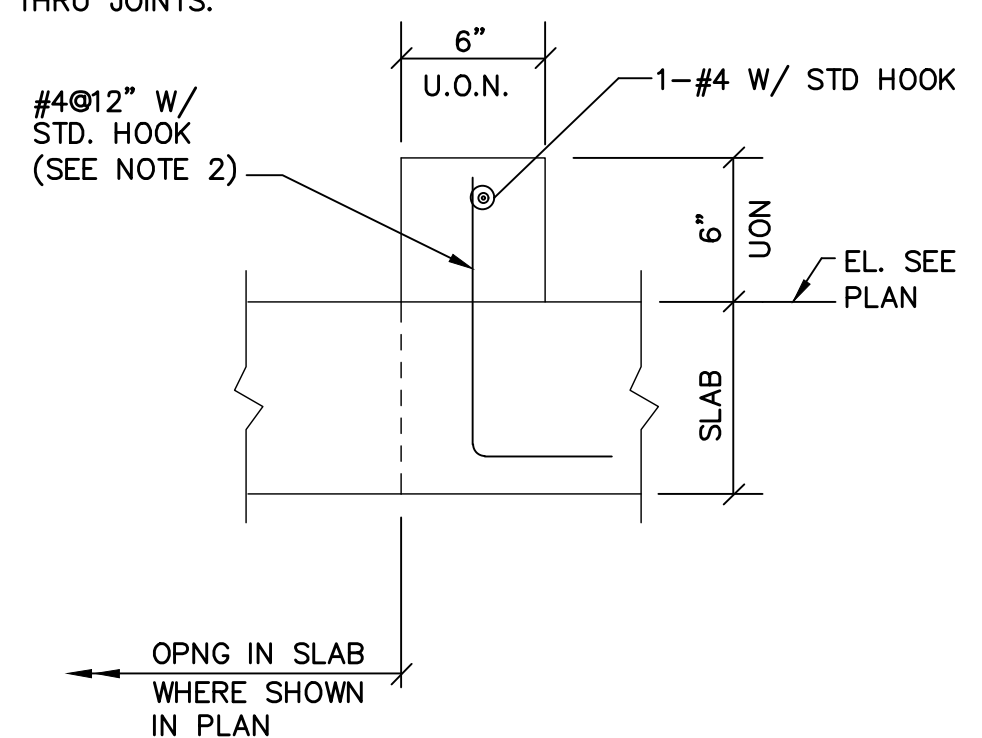 THRU JOINTS.
6”
U.O.N.
1-#4 W/ STD HOOK
#4@12” W/
STD. HOOK
(SEE NOTE 2)
6”
UON
EL. SEE
PLAN
SLAB
OPNG IN SLAB
WHERE SHOWN
IN PLAN